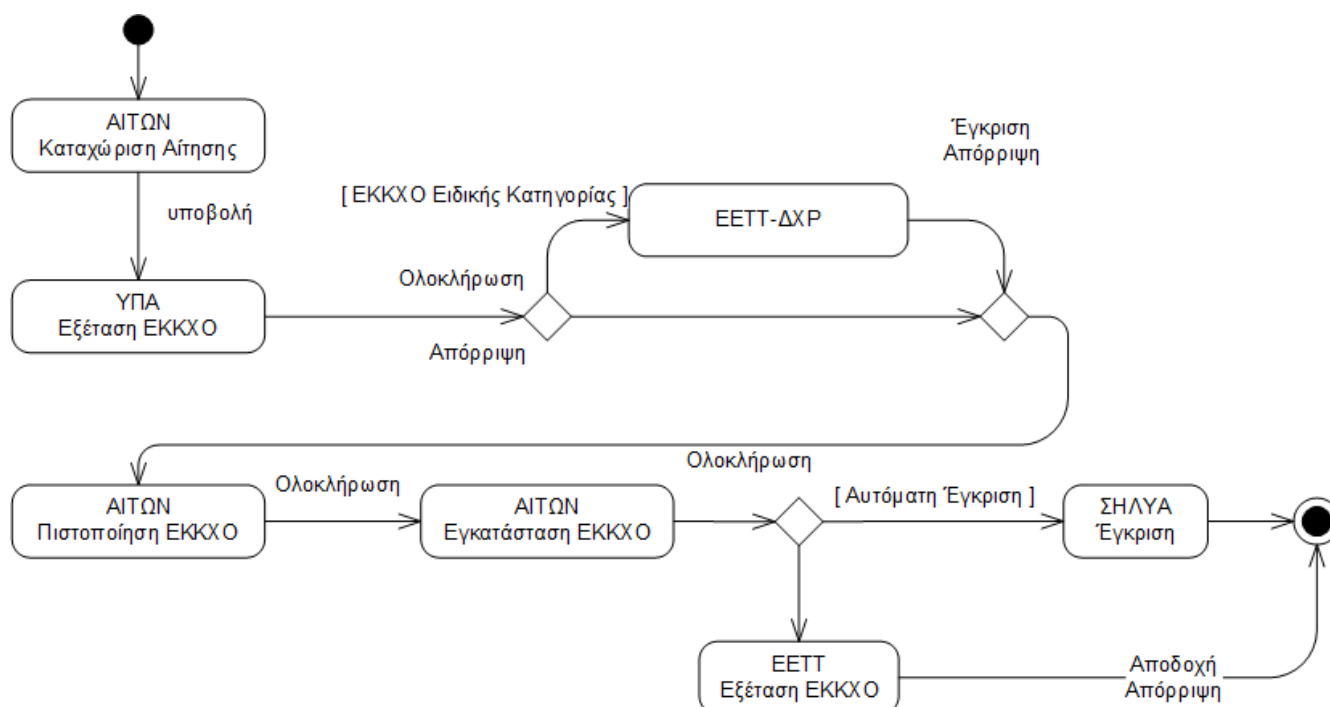 ΑΙΤΩΝ
Καταχώριση Αίτησης
υποβολή
ΥΠΑ
Εξέταση ΕΚΚΧΟ
[ ΕΚΚΧΟ Ειδικής Κατηγορίας ]
ΕΕΤΤ-ΔΧΡ
Έγκριση
Απόρριψη
Ολοκλήρωση
Απόρριψη
ΑΙΤΩΝ
Πιστοποίηση ΕΚΚΧΟ
Ολοκλήρωση
ΑΙΤΩΝ
Εγκατάσταση ΕΚΚΧΟ
Ολοκλήρωση
[ Αυτόματη Έγκριση ]
ΣΗΛΥΑ
Έγκριση
ΕΕΤΤ
Εξέταση ΕΚΚΧΟ
Αποδοχή
Απόρριψη